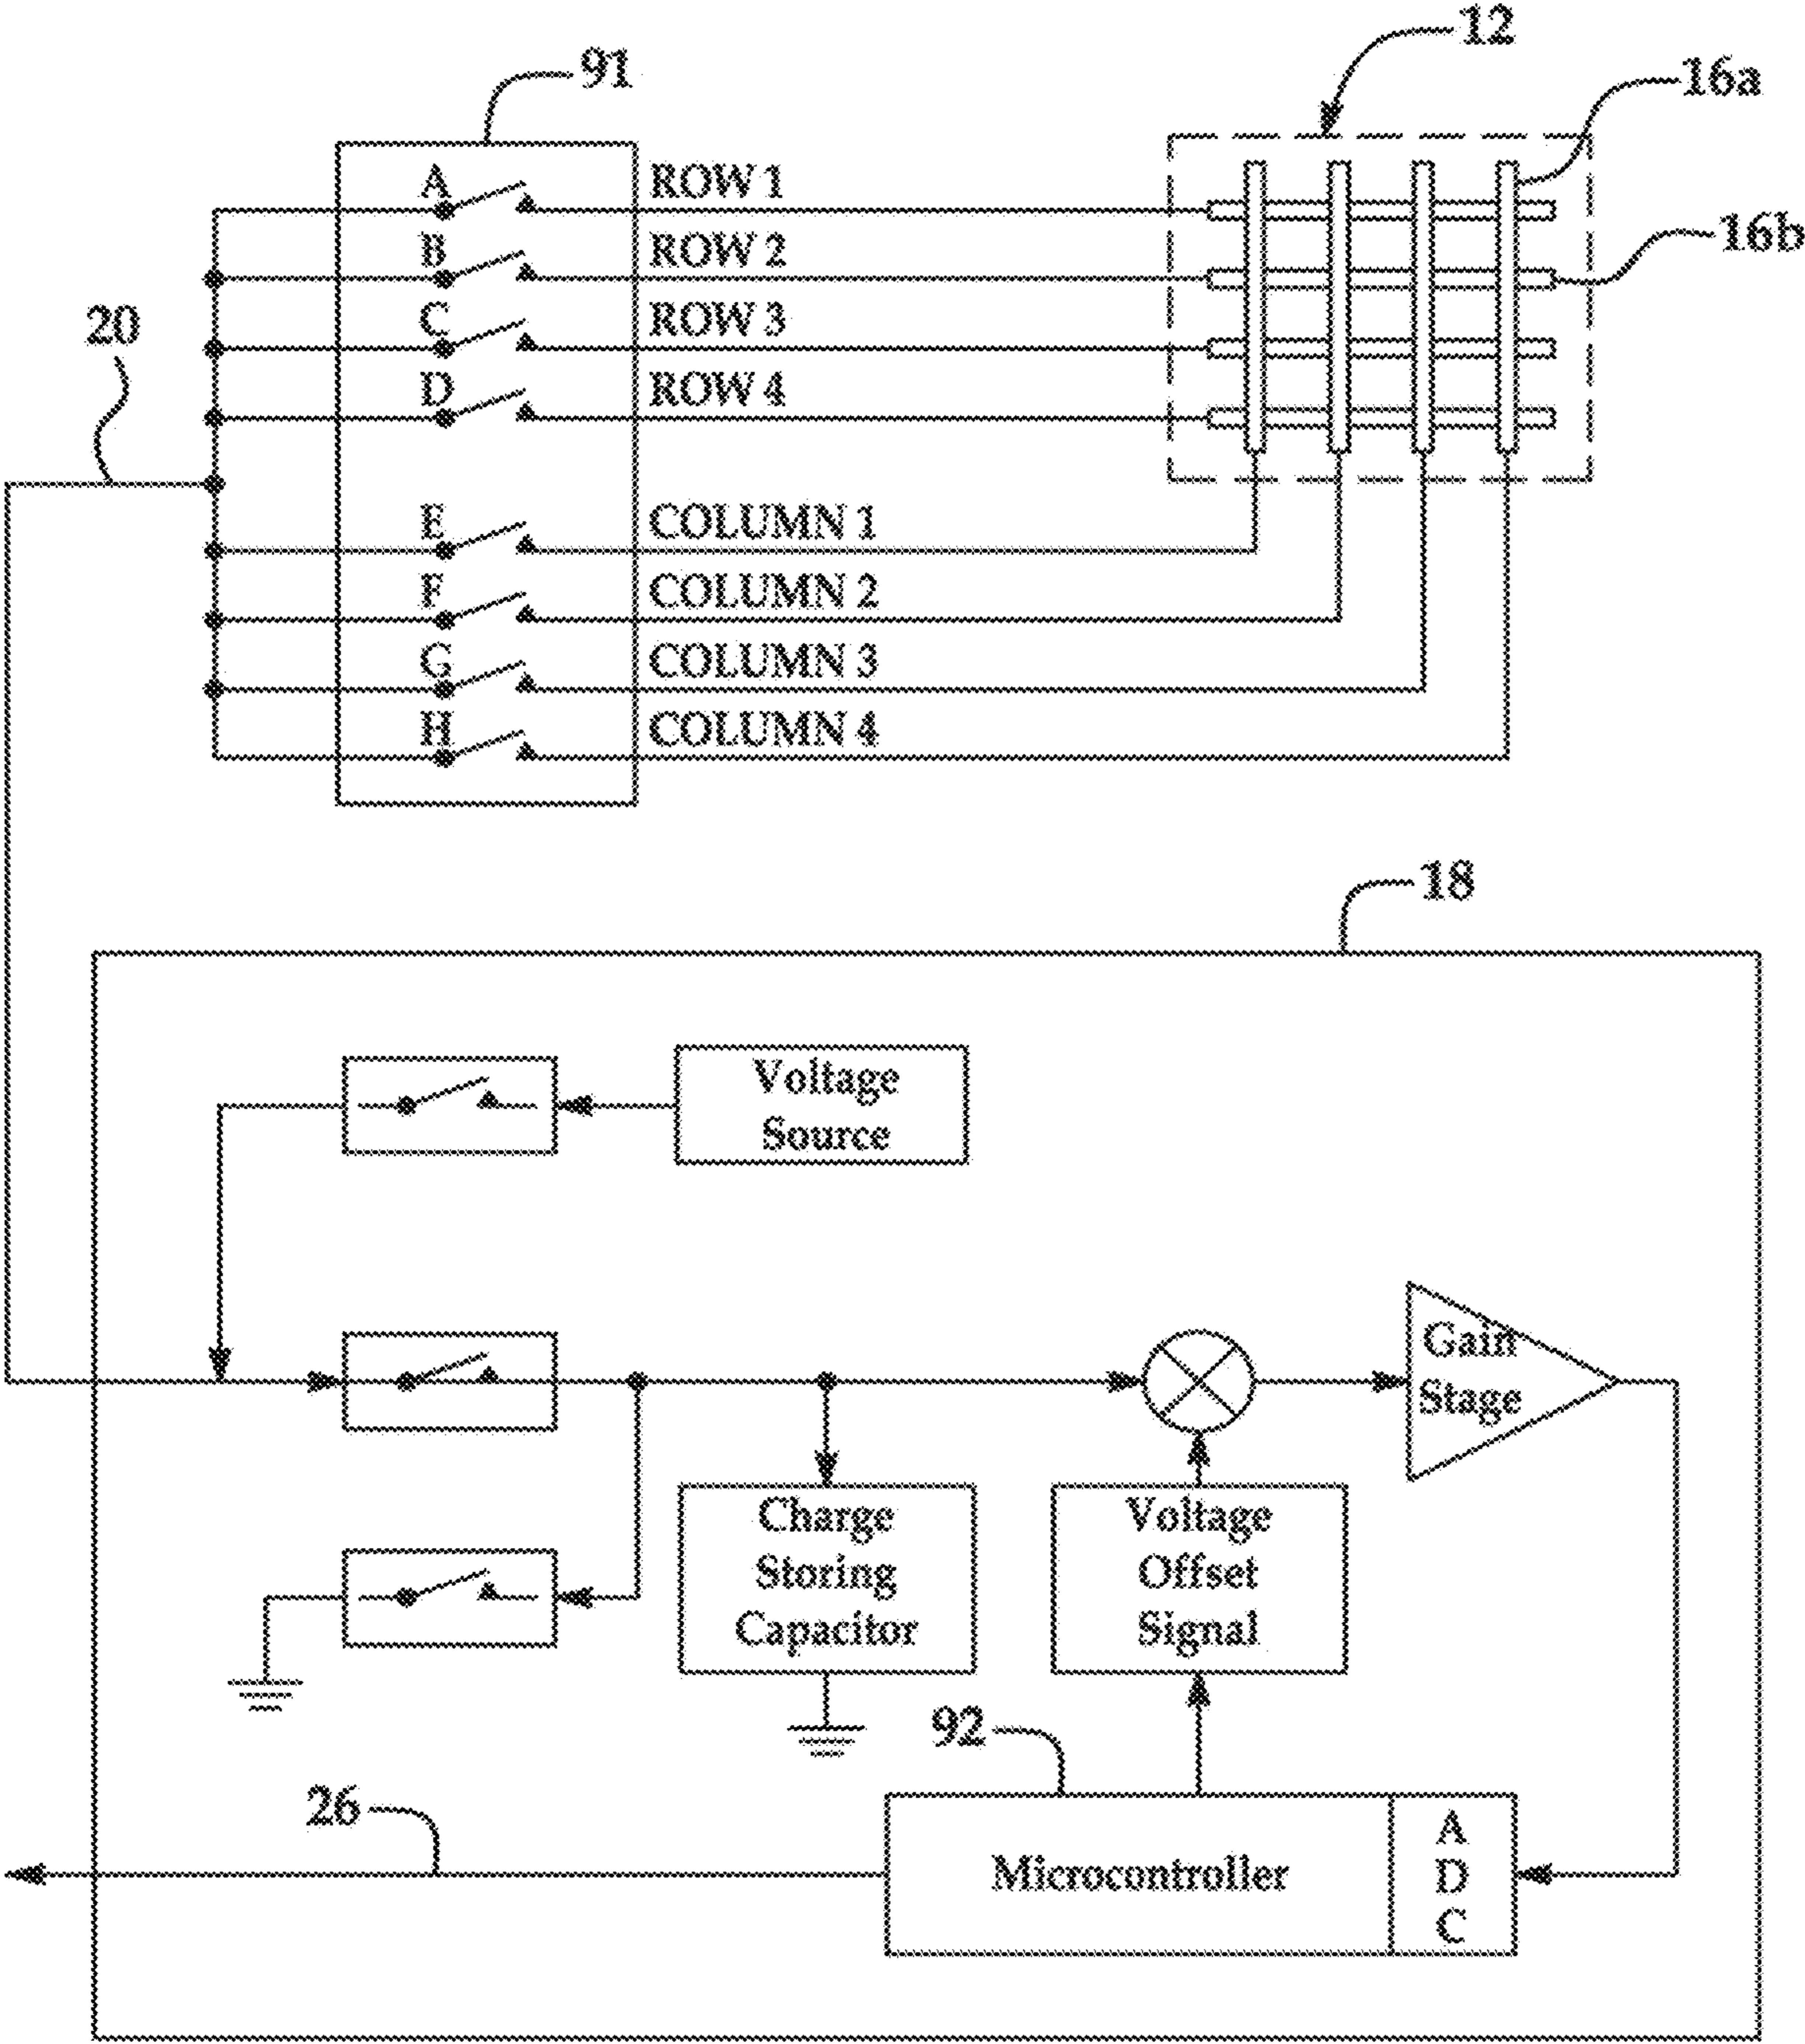 12
91
16a
A ROW 1
16b
B ROW 2
20
C ROW 3
D ROW 4
E COLUMN 1
F COLUMN 2
G COLUMN 3
H COLUMN 4
18
Voltage
Source
Gain
Stage
Charge
Storing
Capacitor
Voltage
Offset
Signal
92
26
Microcontroller
A
D
C